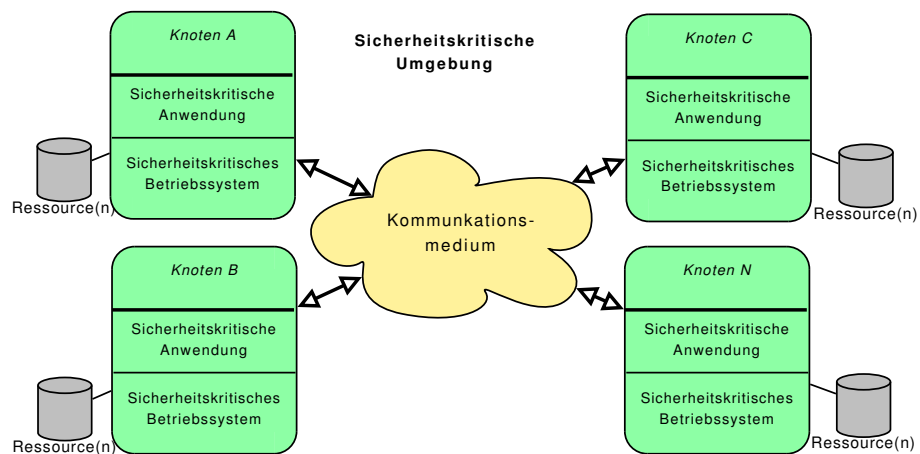 Knoten A
Sicherheitskritische
Anwendung
Sicherheitskritisches
Betriebssystem
Ressource(n)
Sicherheitskritische
Umgebung
Knoten C
Sicherheitskritische
Anwendung
Sicherheitskritisches
Betriebssystem
Ressource(n)
Kommunkations-
medium
Knoten B
Sicherheitskritische
Anwendung
Sicherheitskritisches
Betriebssystem
Ressource(n)
Knoten N
Sicherheitskritische
Anwendung
Sicherheitskritisches
Betriebssystem
Ressource(n)